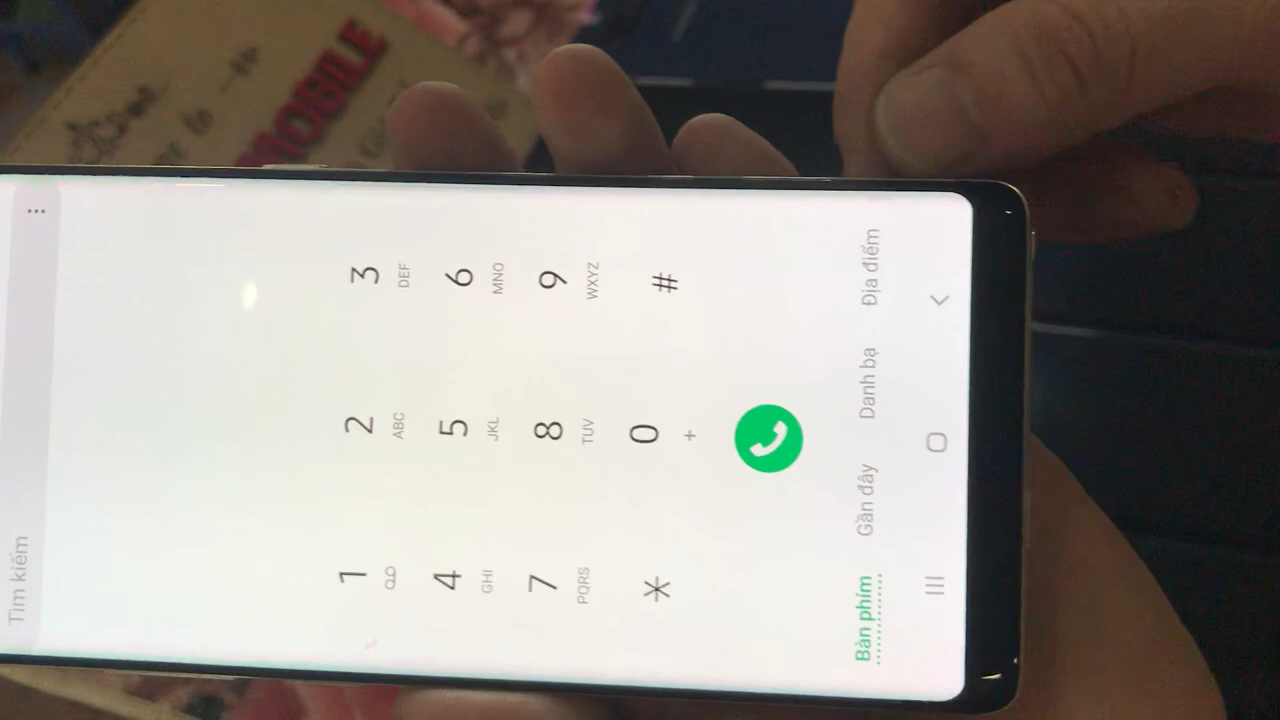 MOBILE
Tìm kiếm
1 2 3
ABC DEF
4 5 6
GHI JKL MNO
7 8 9
PQRS TUV WXYZ
* 0 #
+
Bàn phím Gần đây Danh bạ Địa điểm